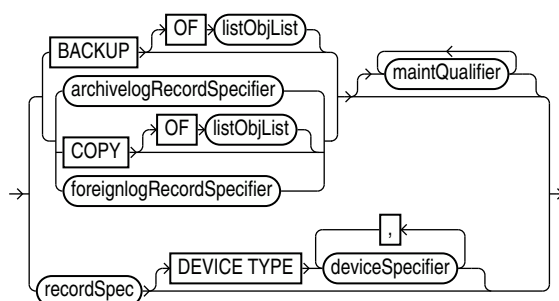 OF listObjList
BACKUP
maintQualifier
archivelogRecordSpecifier
OF listObjList
COPY
foreignlogRecordSpecifier
,
DEVICE TYPE deviceSpecifier
recordSpec